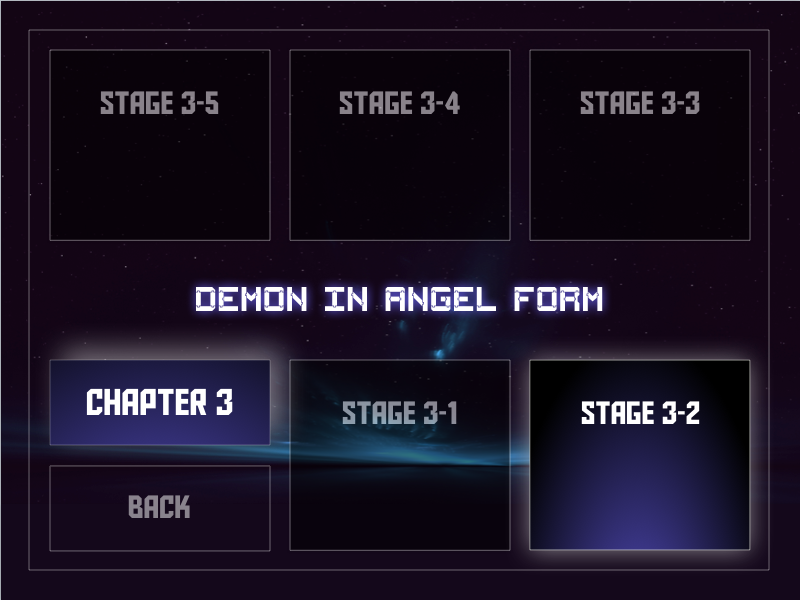 STAGE 3-5
STAGE 3-4
STAGE 3-3
DEMON IN ANGEL FORM
CHAPTER 3
STAGE 3-1
STAGE 3-2
BACK